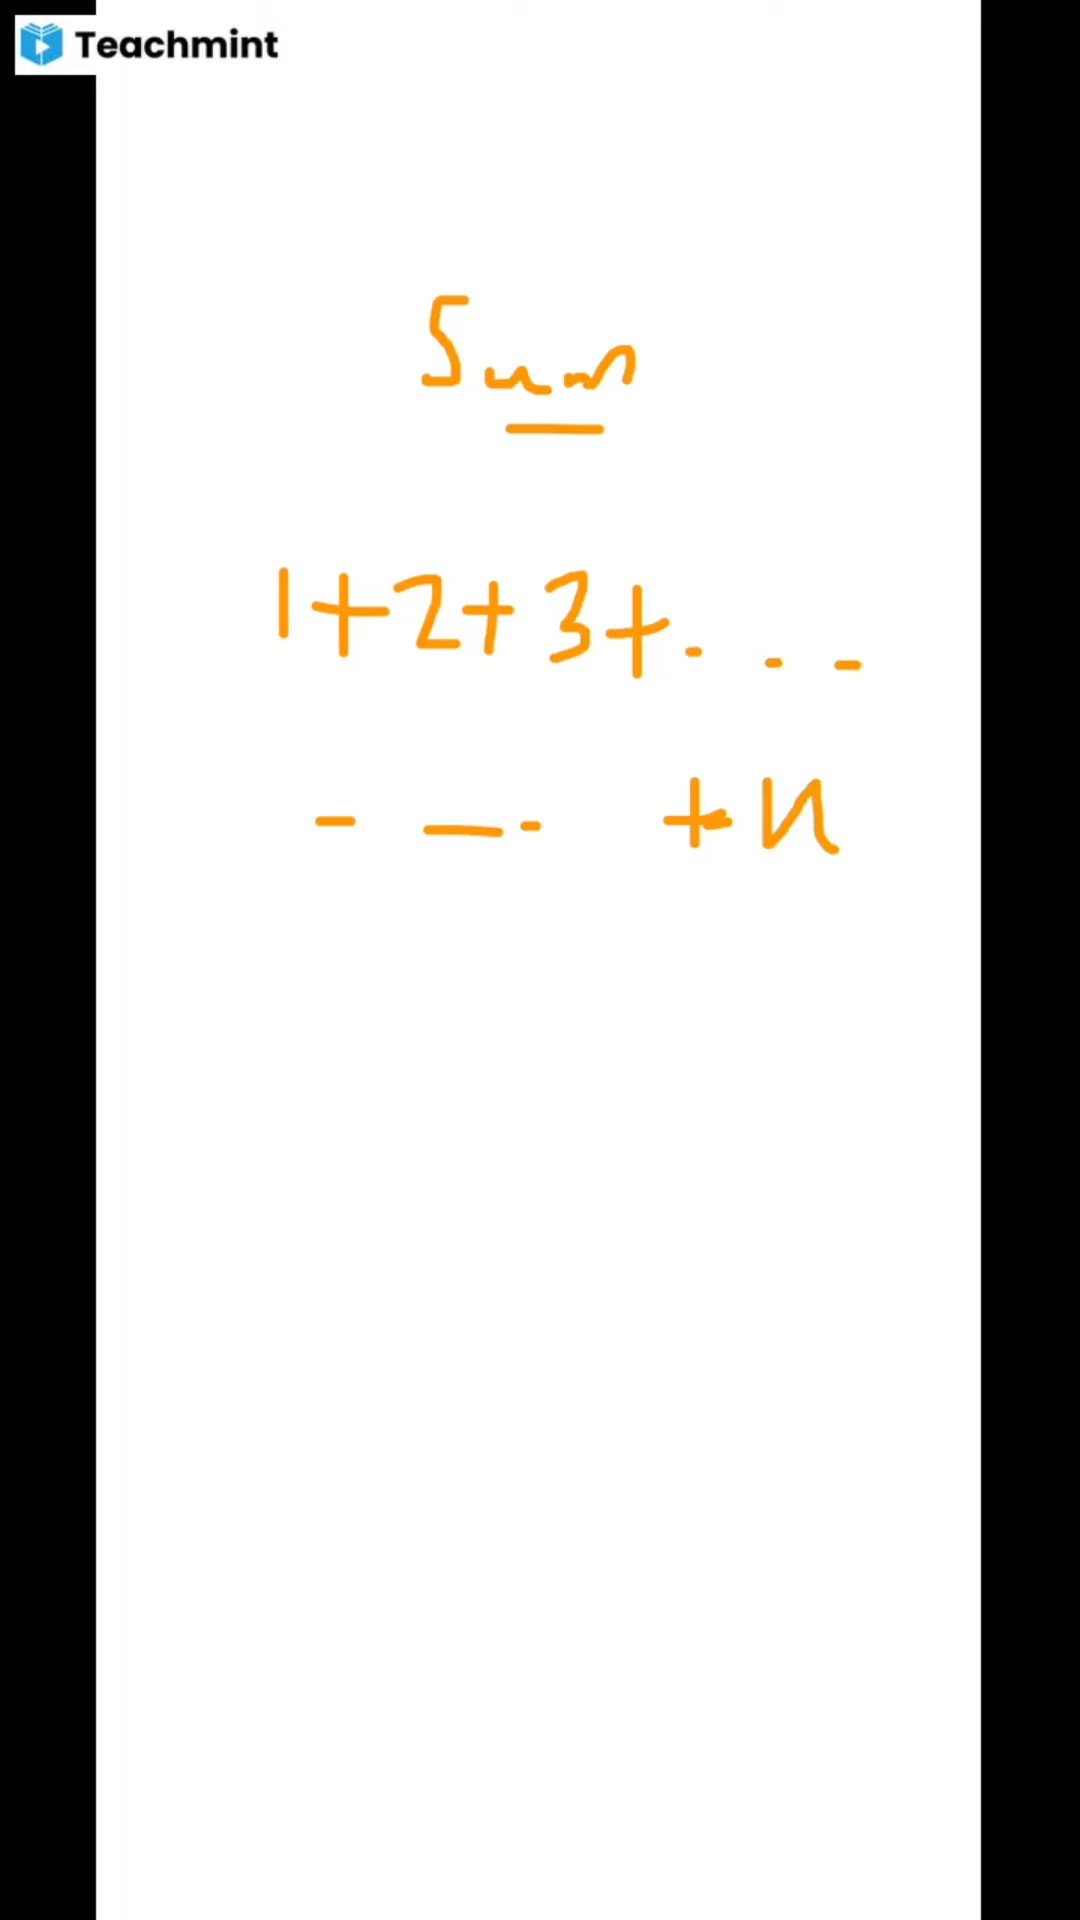 Teachmint
Sum
1+2+3+. . -
- — - +n